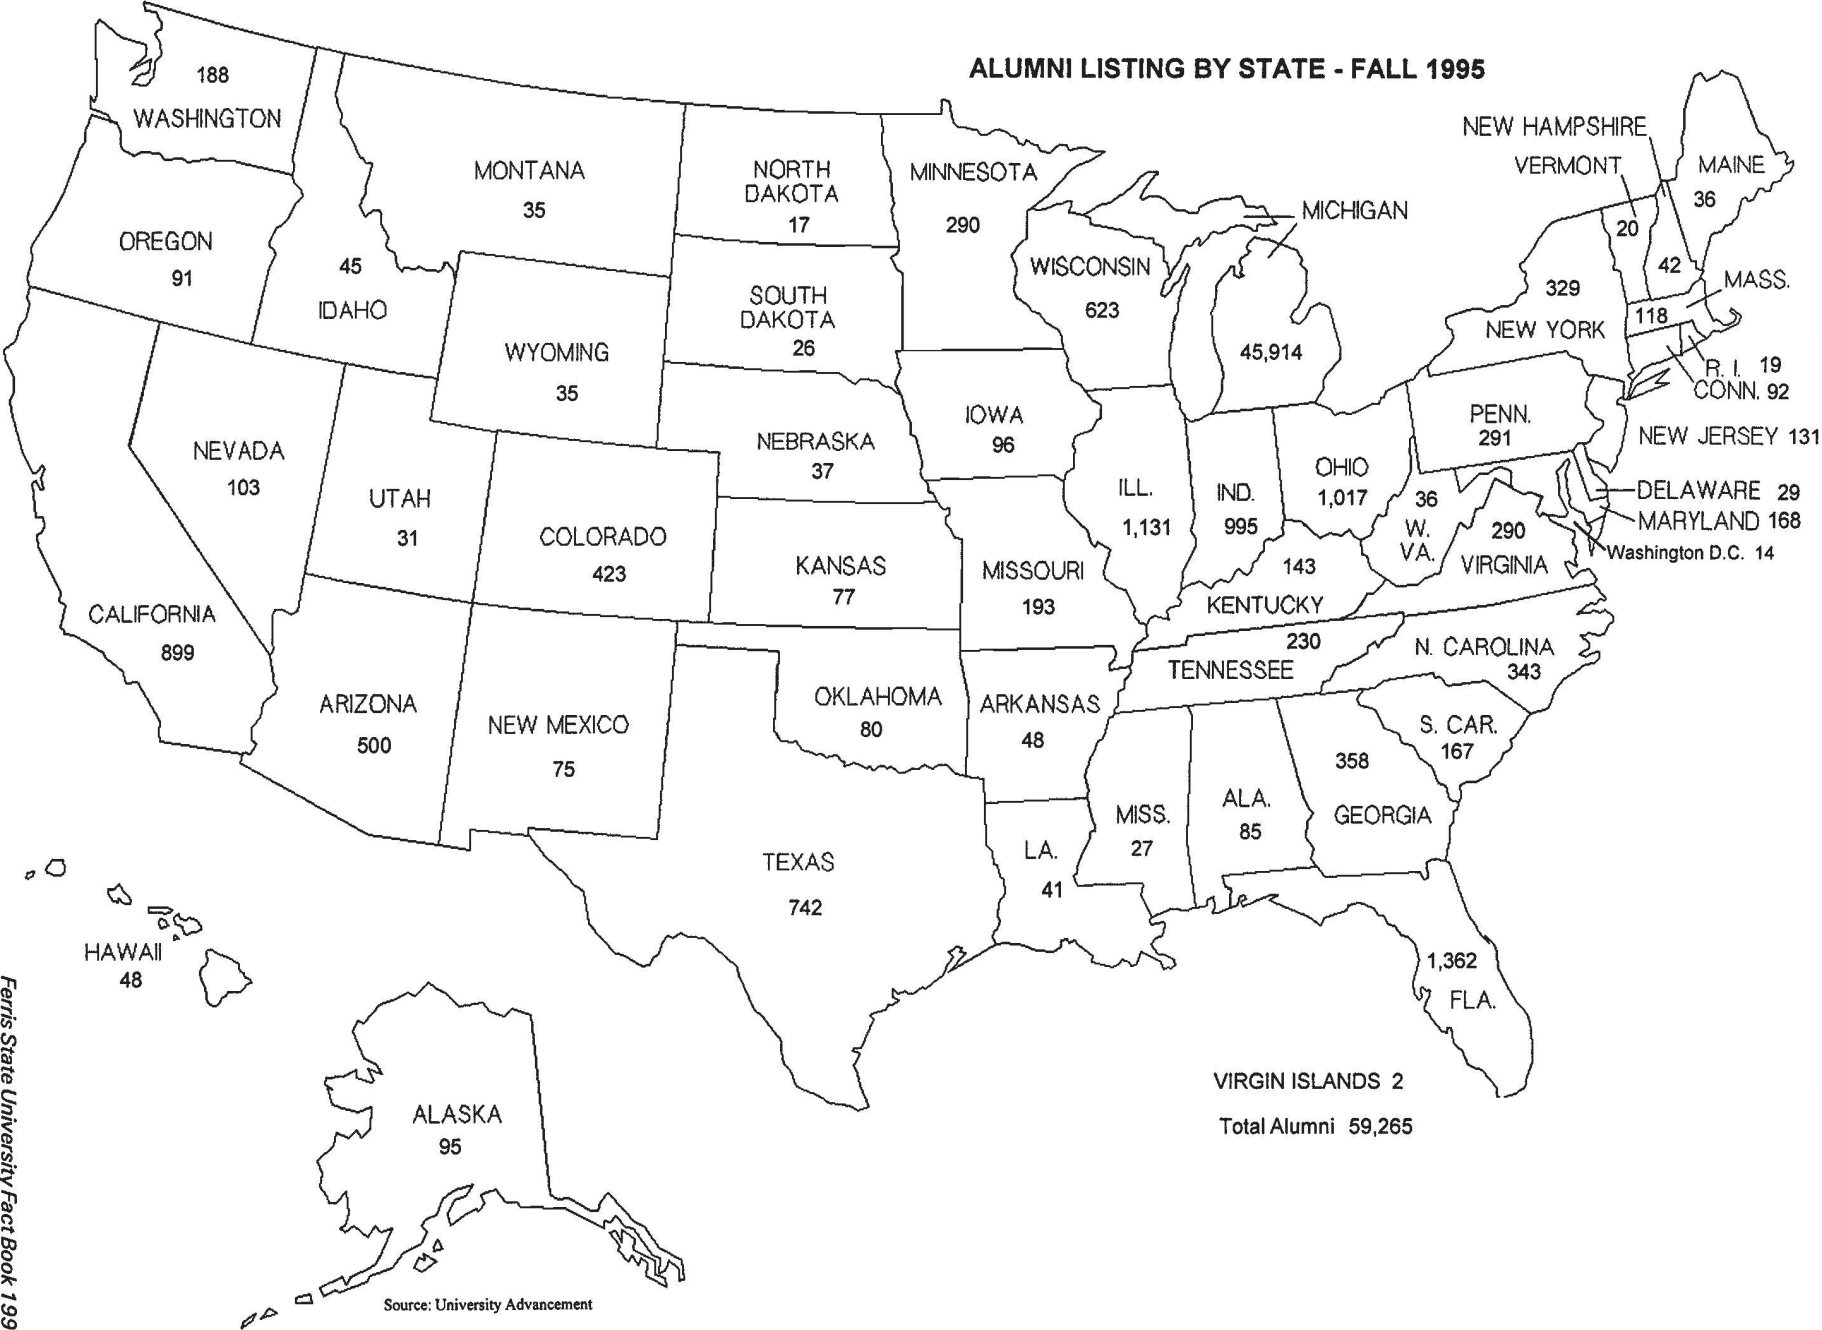 ALUMNI LISTING BY STATE - FALL 1995
188
WASHINGTON
OREGON
91
45
IDAHO
MONTANA
35
NORTH
DAKOTA
17
MINNESOTA
290
SOUTH
DAKOTA
26
WYOMING
35
WISCONSIN
623
MICHIGAN
45,914
NEW HAMPSHIRE
42
VERMONT
20
MAINE
36
MASS.
118
329
NEW YORK
R. I. 19
CONN. 92
PENN.
291
NEW JERSEY 131
DELAWARE 29
MARYLAND 168
Washington D.C. 14
NEVADA
103
UTAH
31
COLORADO
423
NEBRASKA
37
IOWA
96
KANSAS
77
MISSOURI
193
ILL.
1,131
IND.
995
OHIO
1,017
36
W.
VA.
290
VIRGINIA
143
KENTUCKY
230
TENNESSEE
N. CAROLINA
343
S. CAR.
167
CALIFORNIA
899
ARIZONA
500
NEW MEXICO
75
OKLAHOMA
80
ARKANSAS
48
TEXAS
742
LA.
41
MISS.
27
ALA.
85
358
GEORGIA
1,362
FLA.
HAWAII
48
ALASKA
95
VIRGIN ISLANDS 2
Total Alumni 59,265
Source: University Advancement
Ferris State University Fact Book 199